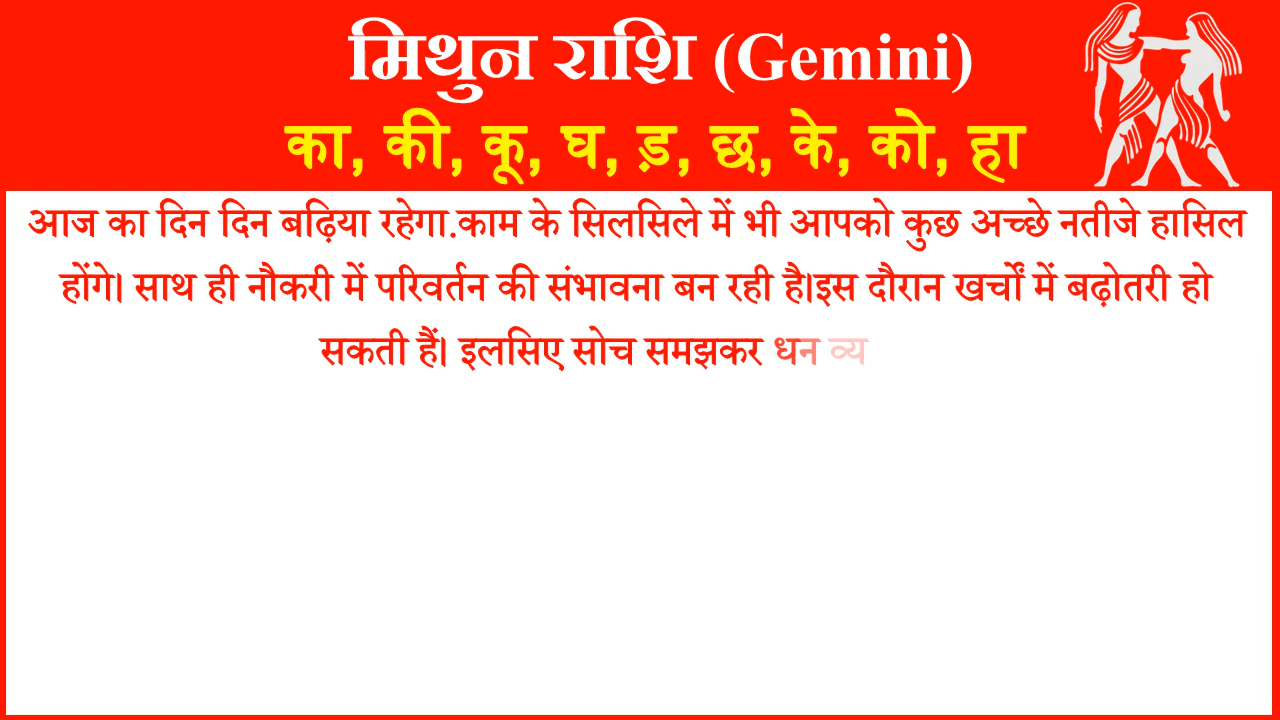 मिथुन राशि (Gemini)
का, की, कू, घ, ड़, छ, के, को, हा
आज का दिन दिन बढ़िया रहेगा.काम के सिलसिले में भी आपको कुछ अच्छे नतीजे हासिल
होंगे। साथ ही नौकरी में परिवर्तन की संभावना बन रही है।इस दौरान खर्चों में बढ़ोतरी हो
सकती हैं। इलसिए सोच समझकर धन व्य